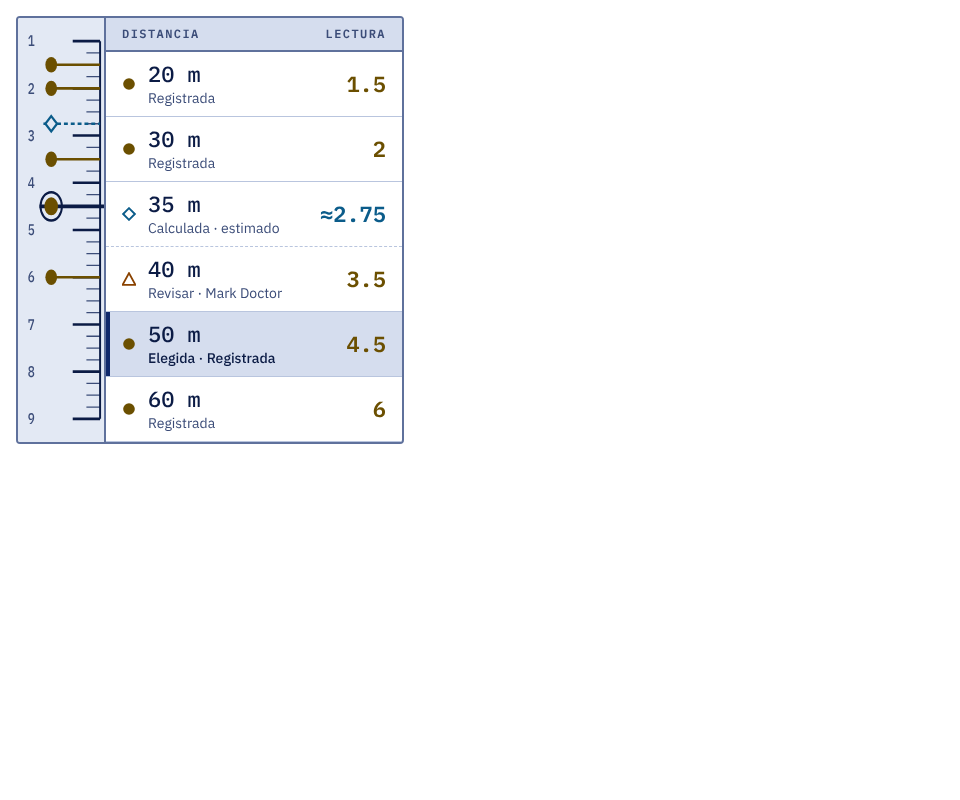 1
2
3
4
5
6
7
8
9
DISTANCIA LECTURA
20 m 1.5
Registrada
30 m 2
Registrada
35 m ≈2.75
Calculada · estimado
40 m 3.5
Revisar · Mark Doctor
50 m 4.5
Elegida · Registrada
60 m 6
Registrada